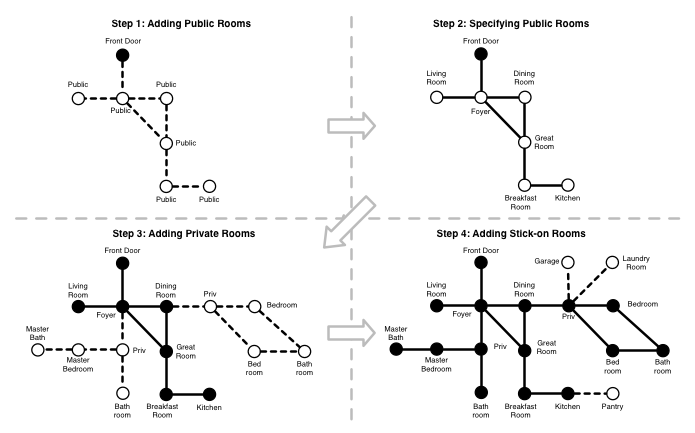 Step 1: Adding Public Rooms
Front Door
Public
Public
Public
Public
Public
Public
Step 2: Specifying Public Rooms
Front Door
Living
Room
Dining
Room
Foyer
Great
Room
Breakfast
Room
Kitchen
Step 3: Adding Private Rooms
Front Door
Living
Room
Dining
Room
Priv
Bedroom
Foyer
Master
Bath
Master
Bedroom
Priv
Great
Room
Bed
room
Bath
room
Bath
room
Breakfast
Room
Kitchen
Step 4: Adding Stick-on Rooms
Front Door
Garage
Laundry
Room
Living
Room
Dining
Room
Foyer
Priv
Bedroom
Master
Bath
Master
Bedroom
Priv
Great
Room
Bed
room
Bath
room
Bath
room
Breakfast
Room
Kitchen
Pantry